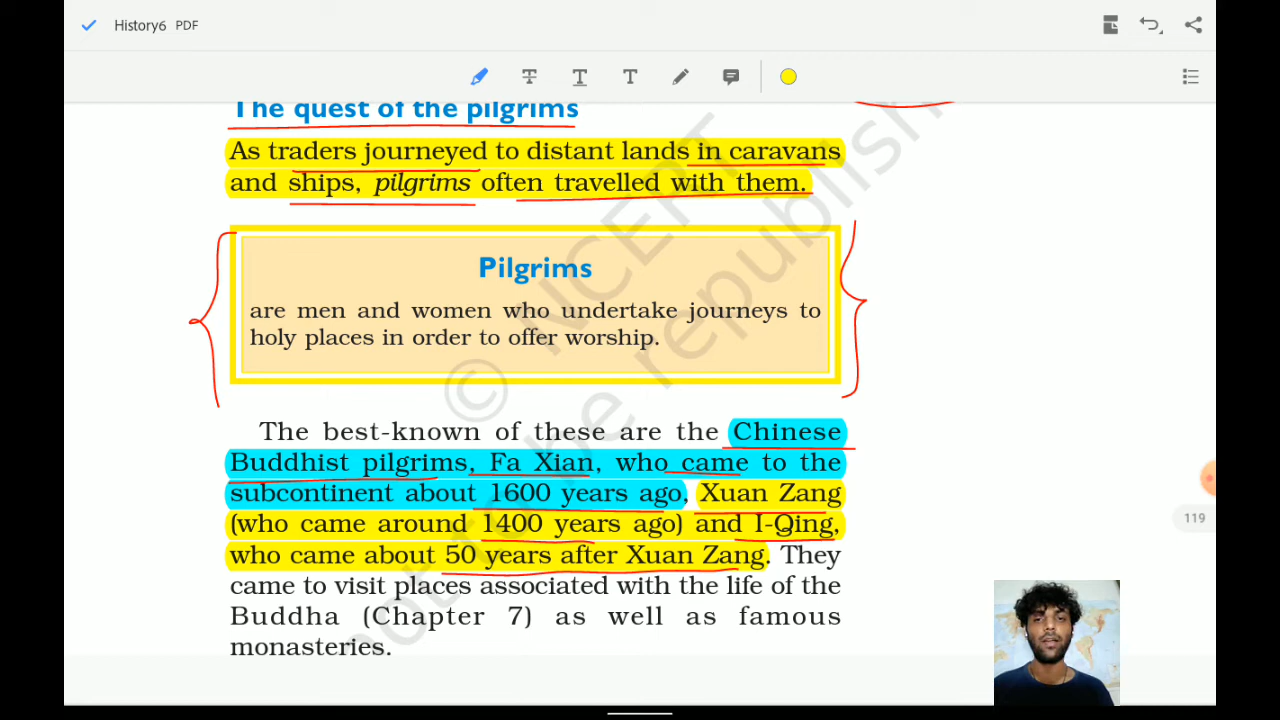 History6 PDF
The quest of the pilgrims
As traders journeyed to distant lands in caravans
and ships, pilgrims often travelled with them.
Pilgrims
are men and women who undertake journeys to
holy places in order to offer worship.
The best-known of these are the Chinese
Buddhist pilgrims, Fa Xian, who came to the
subcontinent about 1600 years ago, Xuan Zang
(who came around 1400 years ago) and I-Qing,
who came about 50 years after Xuan Zang. They
came to visit places associated with the life of the
Buddha (Chapter 7) as well as famous
monasteries.
119
© NCERT
not to be republish